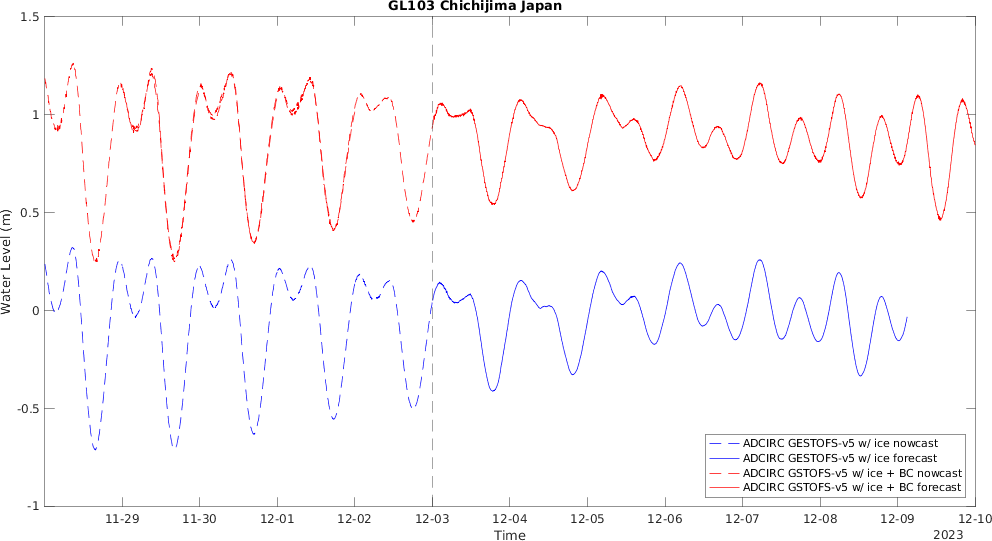 GL103 Chichijima Japan
1.5
1
0.5
0
-0.5
-1
Water Level (m)
11-29 11-30 12-01 12-02 12-03 12-04 12-05 12-06 12-07 12-08 12-09 12-10
Time
2023
ADCIRC GESTOFS-v5 w/ ice nowcast
ADCIRC GESTOFS-v5 w/ ice forecast
ADCIRC GSTOFS-v5 w/ ice + BC nowcast
ADCIRC GSTOFS-v5 w/ ice + BC forecast